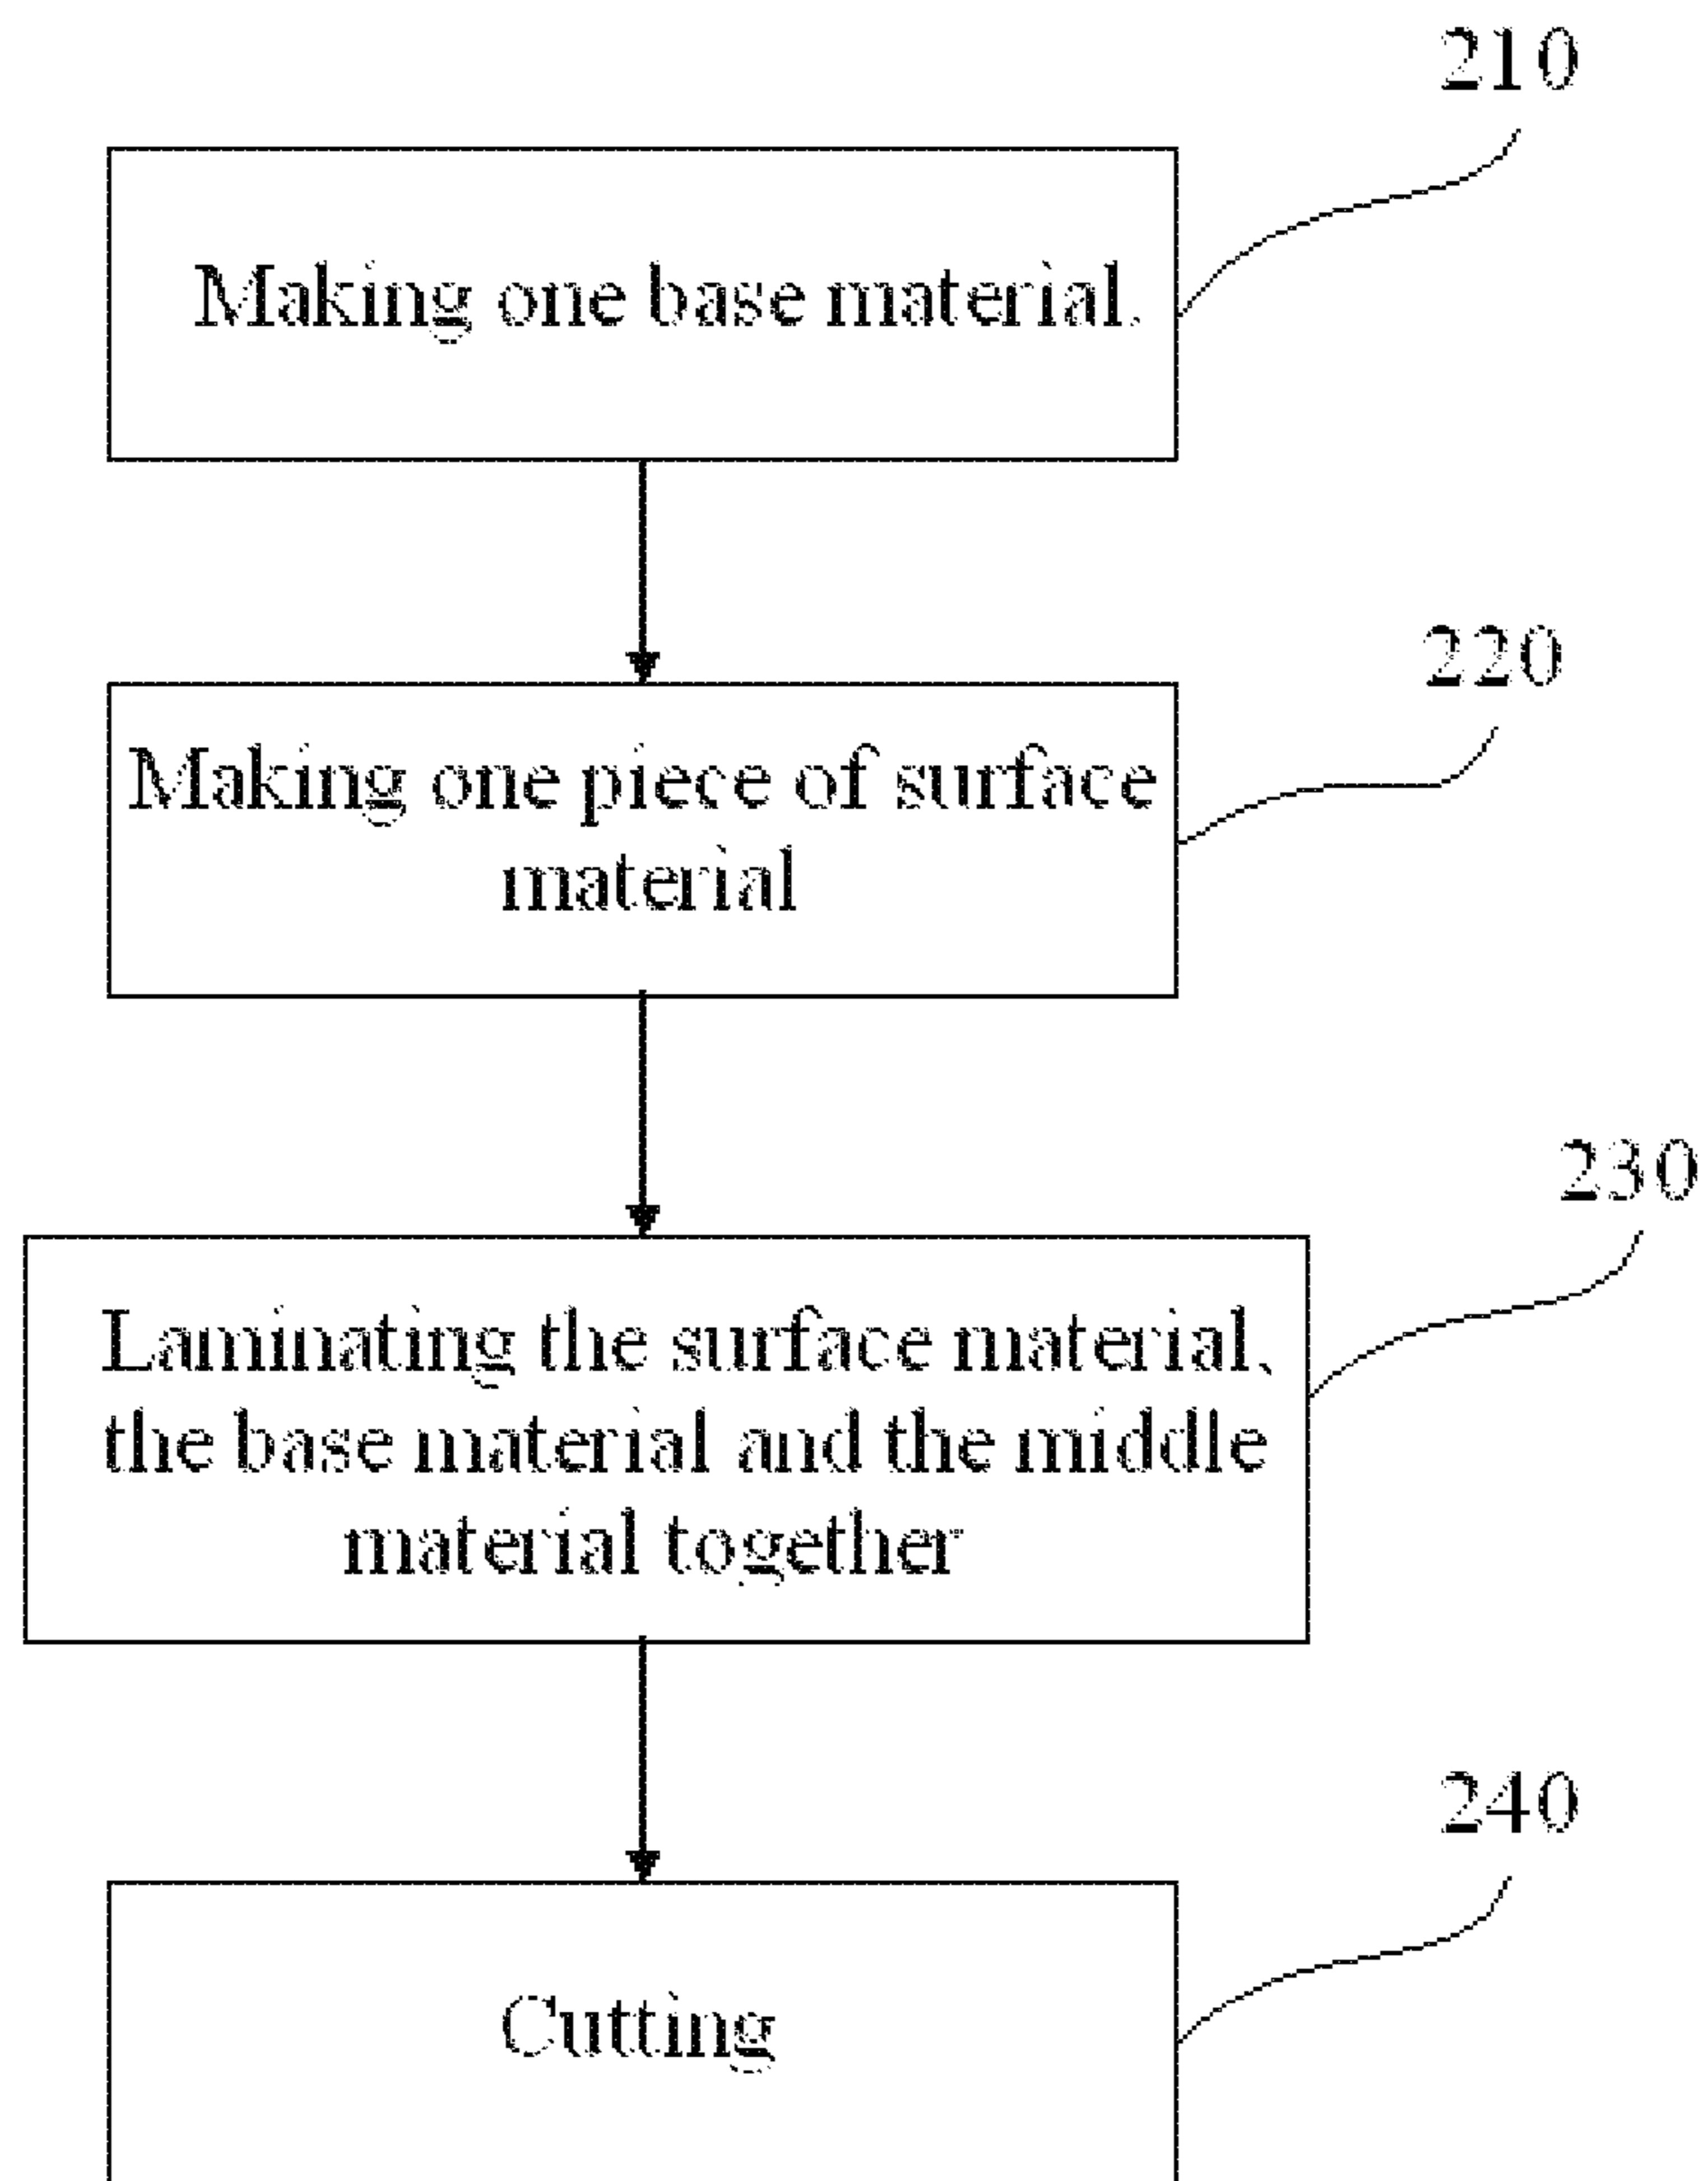 210
Making one base material.
220
Making one piece of surface
material
230
Laminating the surface material,
the base material and the middle
material together
240
Cutting